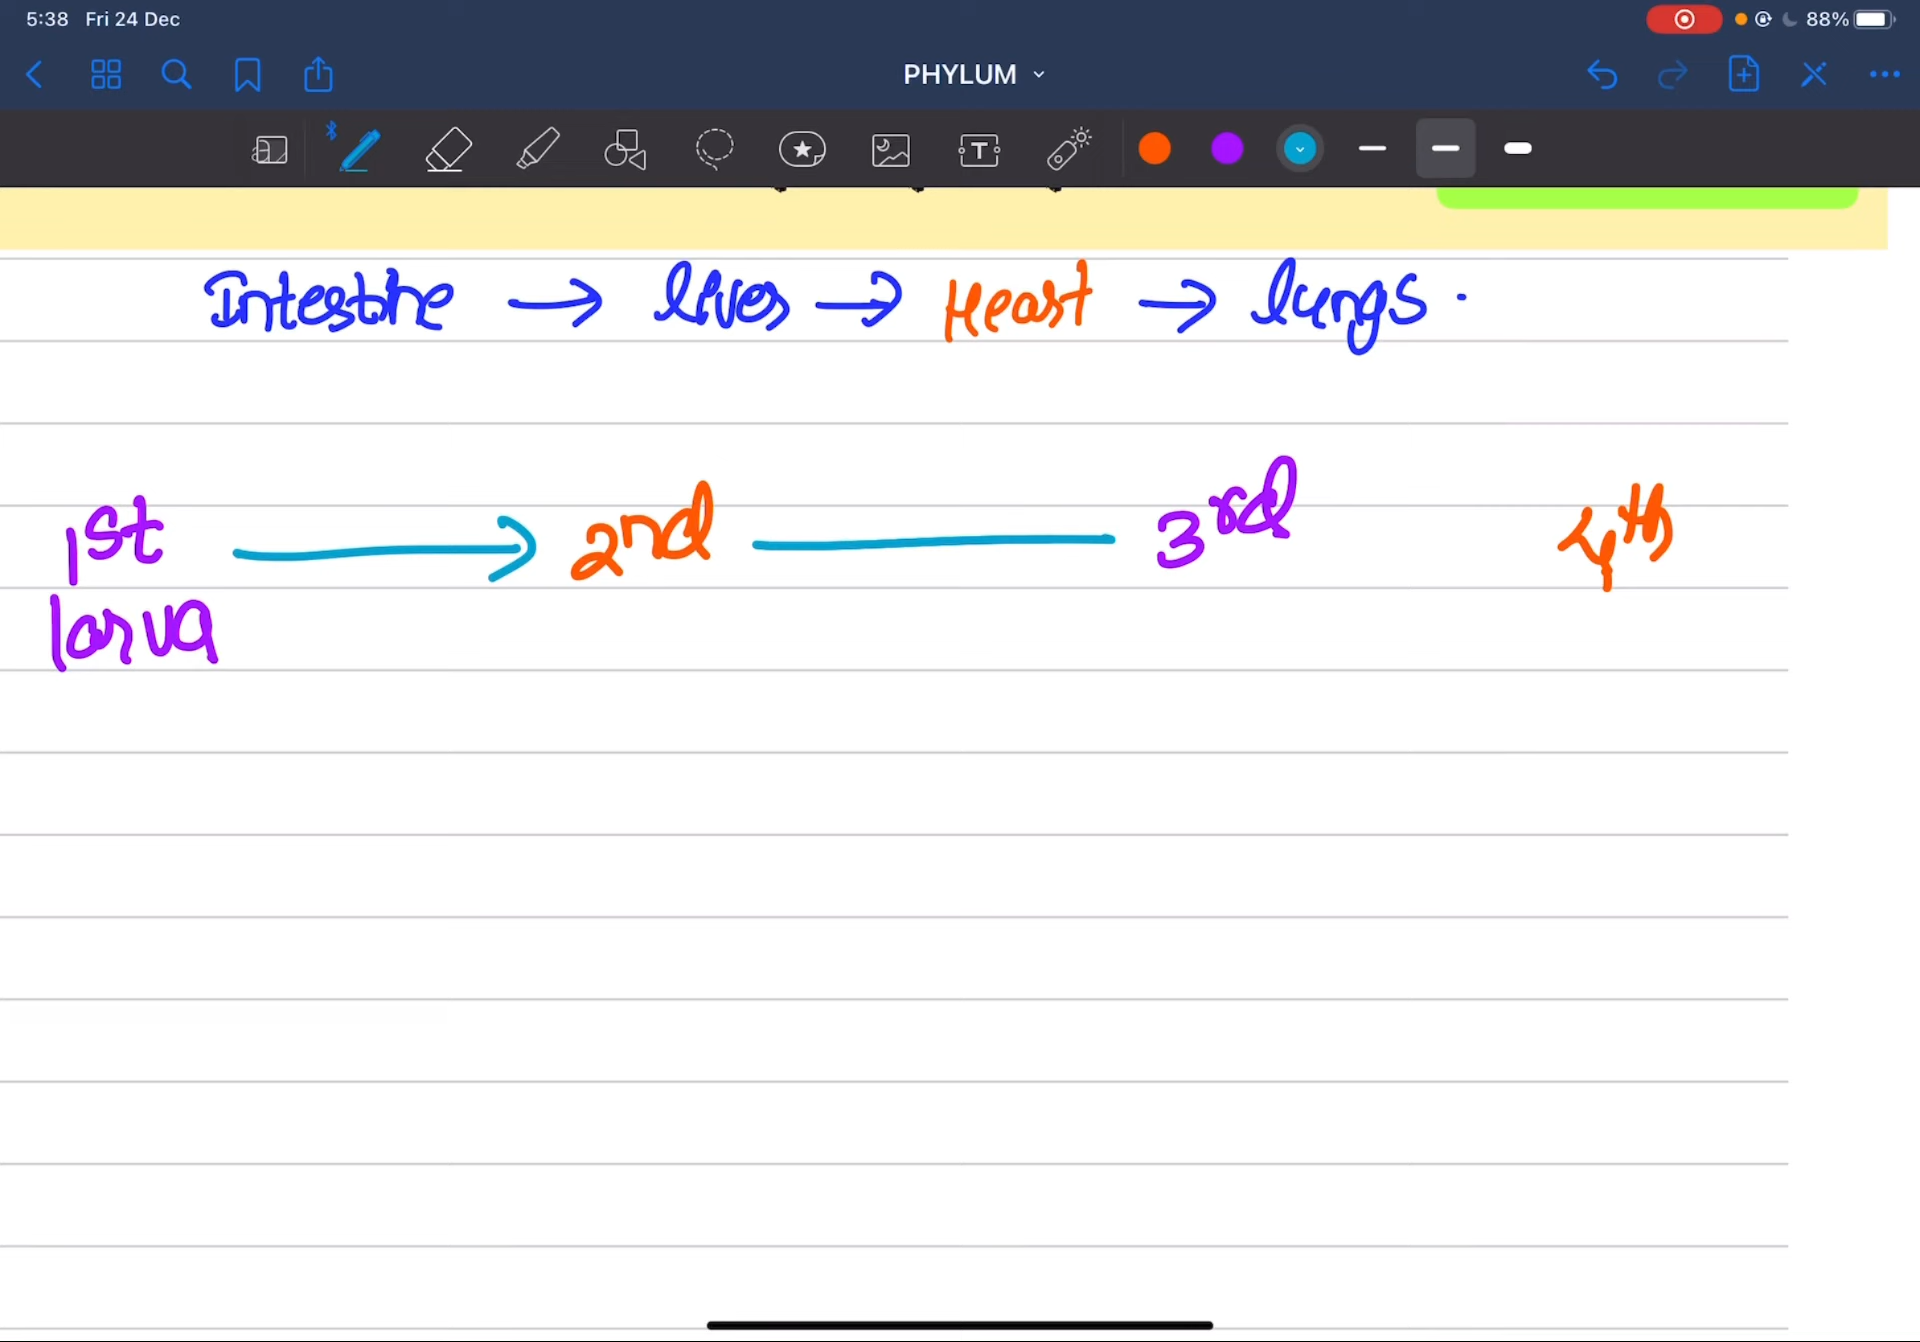 5:38 Fri 24 Dec 88%
PHYLUM
Intestine → liver → Heart → lungs.
1st → 2nd — 3rd 4th
larva